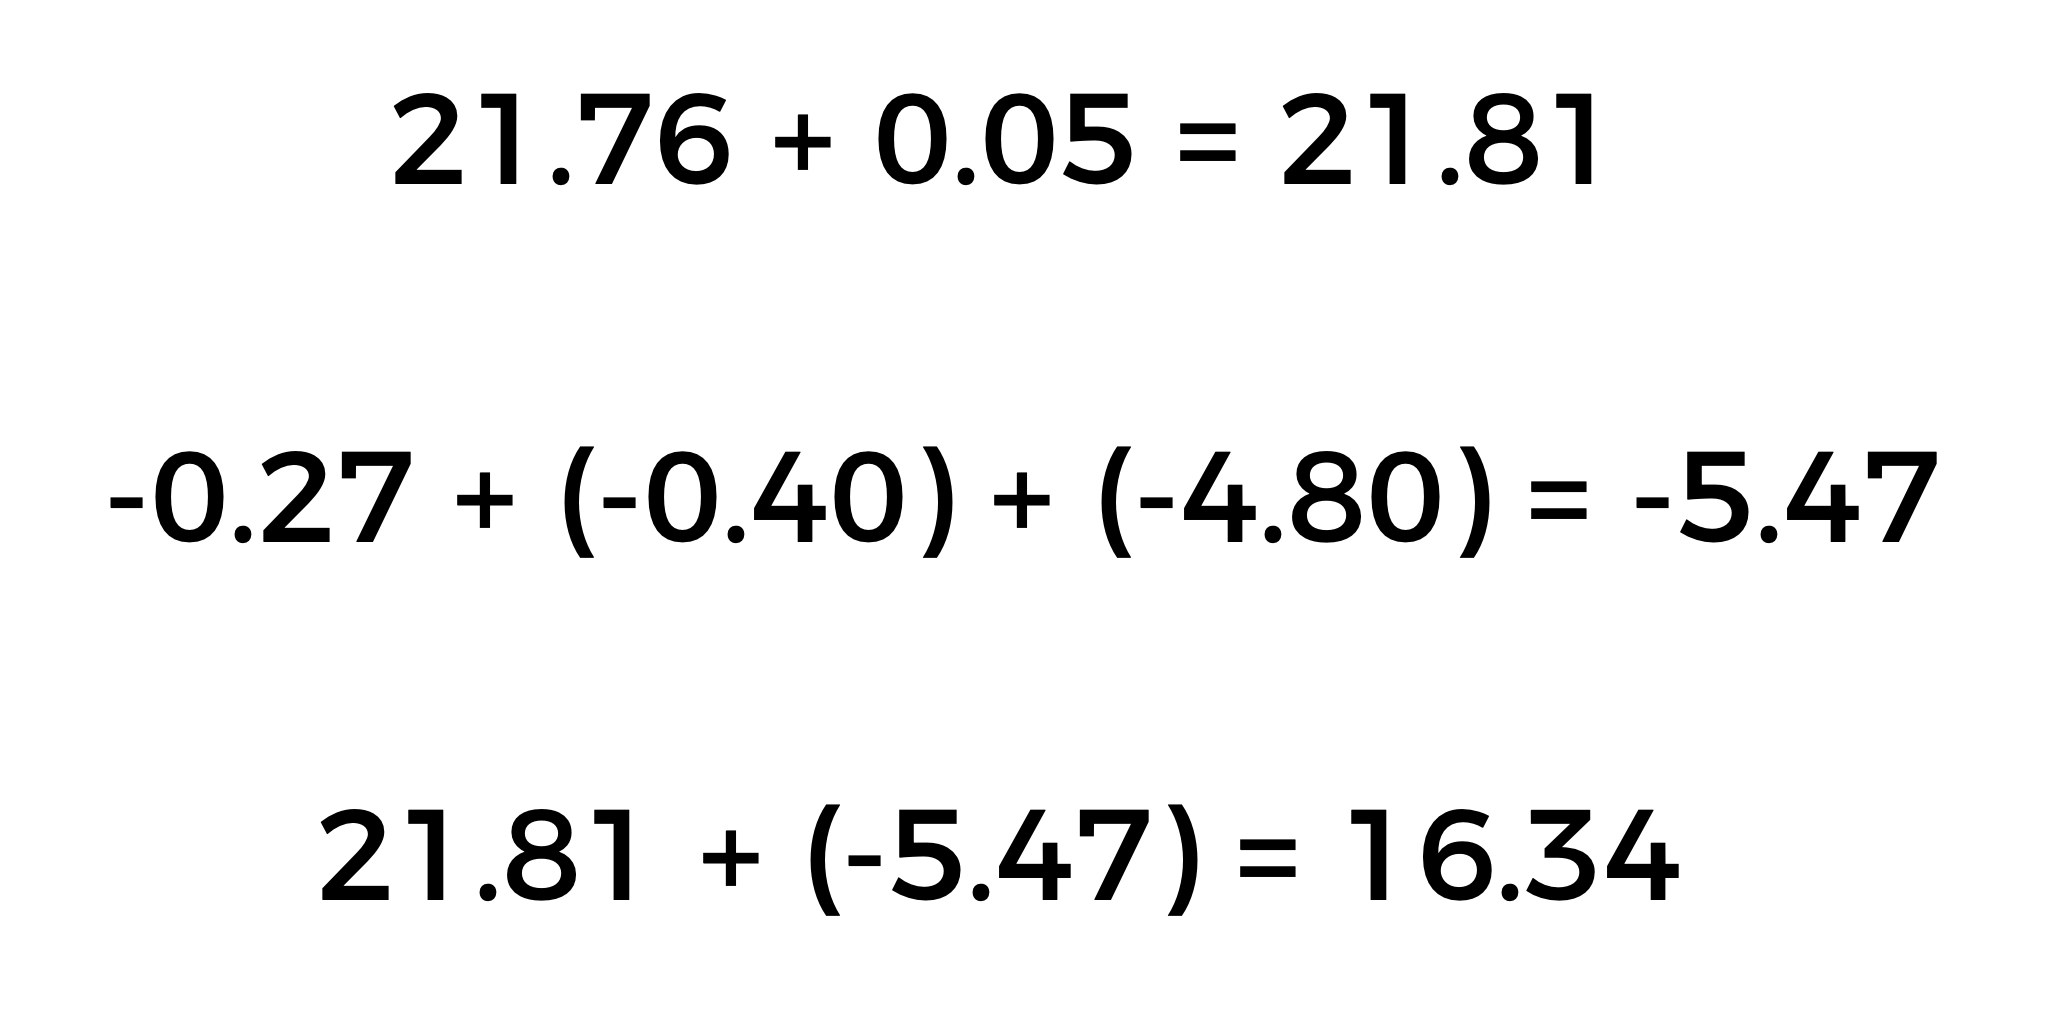 21.76 + 0.05 = 21.81
-0.27 + (-0.40) + (-4.80) = -5.47
21.81 + (-5.47) = 16.34